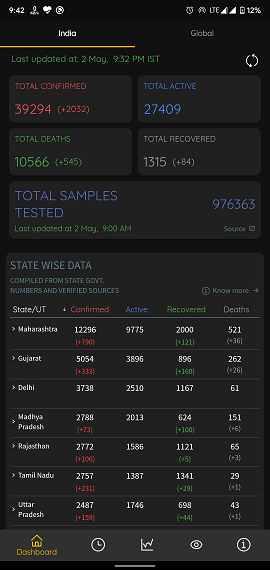 9:42 LTE 12%
India Global
Last updated at: 2 May, 9:32 PM IST
TOTAL CONFIRMED TOTAL ACTIVE
39294 (+2032) 27409
TOTAL DEATHS TOTAL RECOVERED
10566 (+545) 1315 (+84)
TOTAL SAMPLES
TESTED
976363
Last updated at 2 May, 9:00 AM Source
STATE WISE DATA
COMPILED FROM STATE GOVT.
NUMBERS AND VERIFIED SOURCES Know more →
State/UT ↓ Confirmed Active Recovered Deaths
> Maharashtra 12296 9775 2000 521
(+790) (+121) (+36)
> Gujarat 5054 3896 896 262
(+333) (+160) (+26)
> Delhi 3738 2510 1167 61
> Madhya Pradesh 2788 2013 624 151
(+73) (+100) (+6)
> Rajasthan 2772 1586 1121 65
(+106) (+5) (+3)
> Tamil Nadu 2757 1387 1341 29
(+231) (+29) (+1)
> Uttar Pradesh 2487 1746 698 43
(+159) (+44) (+1)
Dashboard